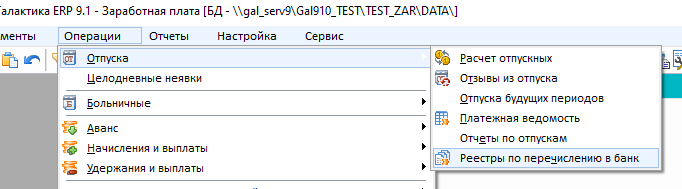 алактика ERP 9.1 - Заработная плата [БД - \\gal_serv9\Gal910_TEST\TEST_ZAR\DATA\]
менты Операции Отчеты Настройка Сервис
Отпуска
Целодневные неявки
Больничные
Аванс
Начисления и выплаты
Удержания и выплаты
Расчет отпускных
Отзывы из отпуска
Отпуска будущих периодов
Платежная ведомость
Отчеты по отпускам
Реестры по перечислению в банк